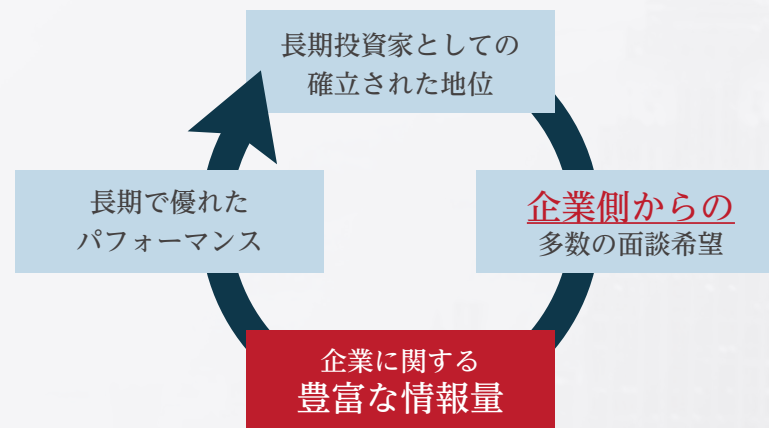 長期投資家としての
確立された地位
企業側からの
多数の面談希望
企業に関する
豊富な情報量
長期で優れた
パフォーマンス